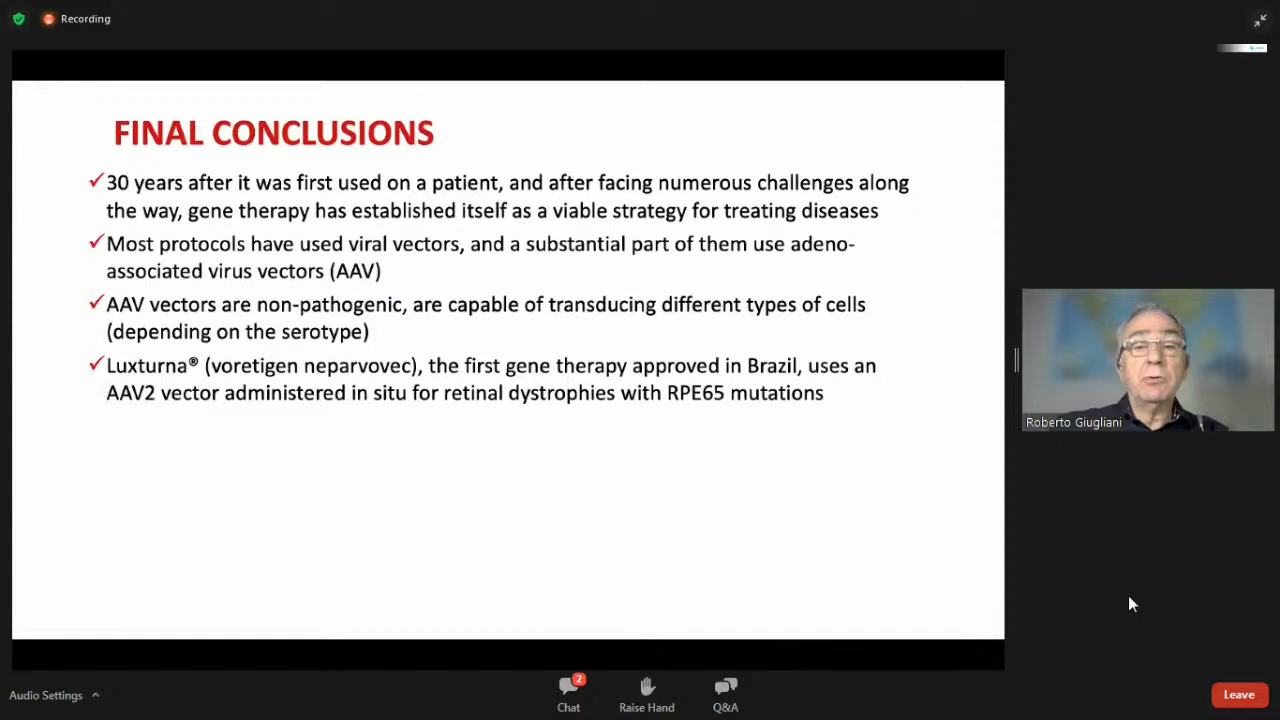 Recording
FINAL CONCLUSIONS
✓30 years after it was first used on a patient, and after facing numerous challenges along
the way, gene therapy has established itself as a viable strategy for treating diseases
✓Most protocols have used viral vectors, and a substantial part of them use adeno-
associated virus vectors (AAV)
✓AAV vectors are non-pathogenic, are capable of transducing different types of cells
(depending on the serotype)
✓Luxturna® (voretigen neparvovec), the first gene therapy approved in Brazil, uses an
AAV2 vector administered in situ for retinal dystrophies with RPE65 mutations
Roberto Giugliani
Audio Settings
2
Chat
Raise Hand
Q&A
Leave